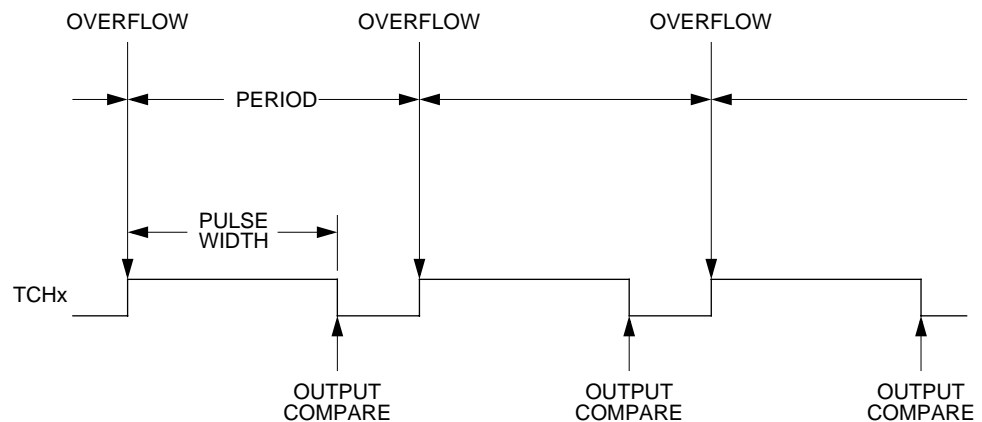 OVERFLOW OVERFLOW OVERFLOW
PERIOD
PULSE
WIDTH
TCHx
OUTPUT
COMPARE
OUTPUT
COMPARE
OUTPUT
COMPARE